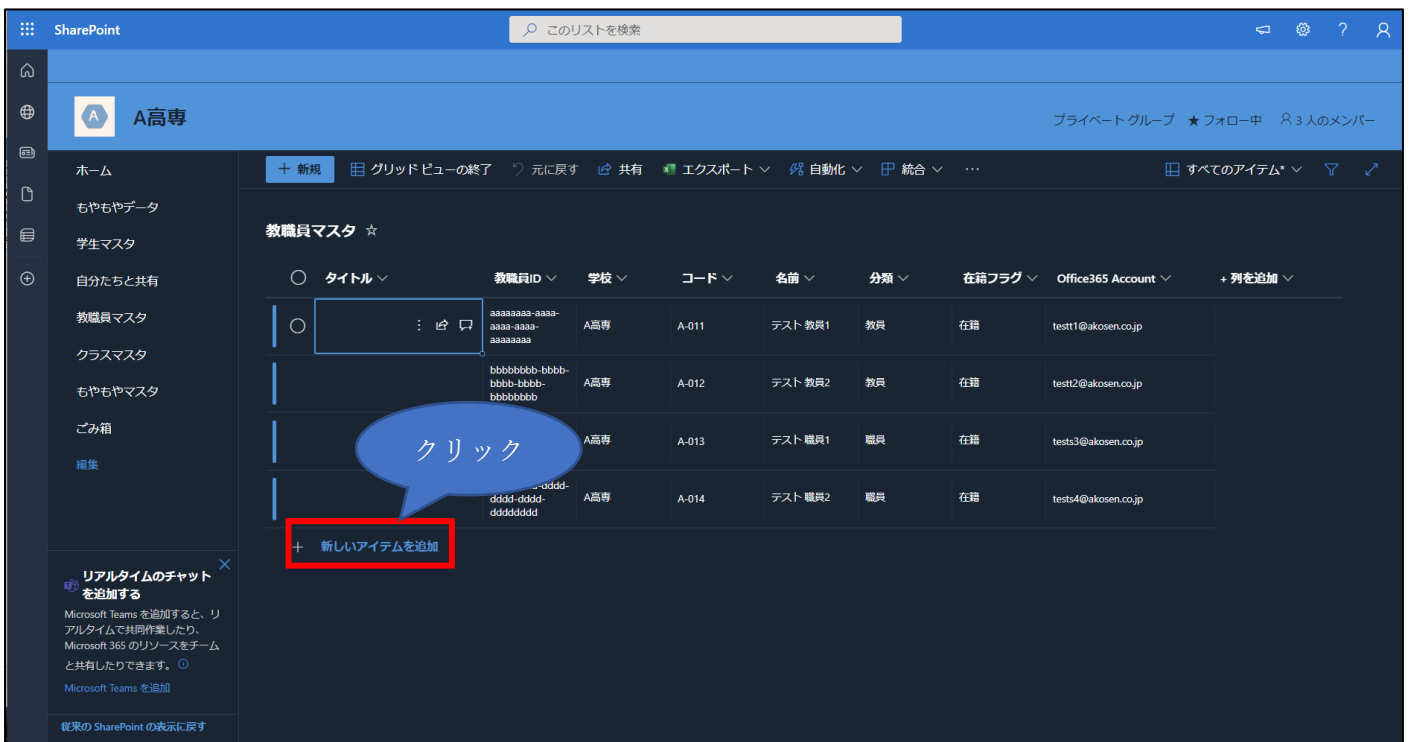 SharePoint
このリストを検索
A
A高専
プライベート グループ ★ フォロー中 3 人のメンバー
ホーム
もやもやデータ
学生マスタ
自分たちと共有
教職員マスタ
クラスマスタ
もやもやマスタ
ごみ箱
編集
+ 新規 グリッド ビューの終了 元に戻す 共有 エクスポート 自動化 統合 … すべてのアイテム*
教職員マスタ ☆
タイトル 教職員ID 学校 コード 名前 分類 在籍フラグ Office365 Account + 列を追加
aaaaaaaa-aaaa-
aaaa-aaaa-
aaaaaaaa
A高専 A-011 テスト 教員1 教員 在籍 testt1@akosen.co.jp
bbbbbbbb-bbbb-
bbbb-bbbb-
bbbbbbbb
A高専 A-012 テスト 教員2 教員 在籍 testt2@akosen.co.jp
A高専 A-013 テスト 職員1 職員 在籍 tests3@akosen.co.jp
クリック
-dddd-
dddd-dddd-
dddddddd
A高専 A-014 テスト 職員2 職員 在籍 tests4@akosen.co.jp
+ 新しいアイテムを追加
リアルタイムのチャット
を追加する
Microsoft Teams を追加すると、リ
アルタイムで共同作業したり、
Microsoft 365 のリソースをチーム
と共有したりできます。
Microsoft Teams を追加
従来の SharePoint の表示に戻す